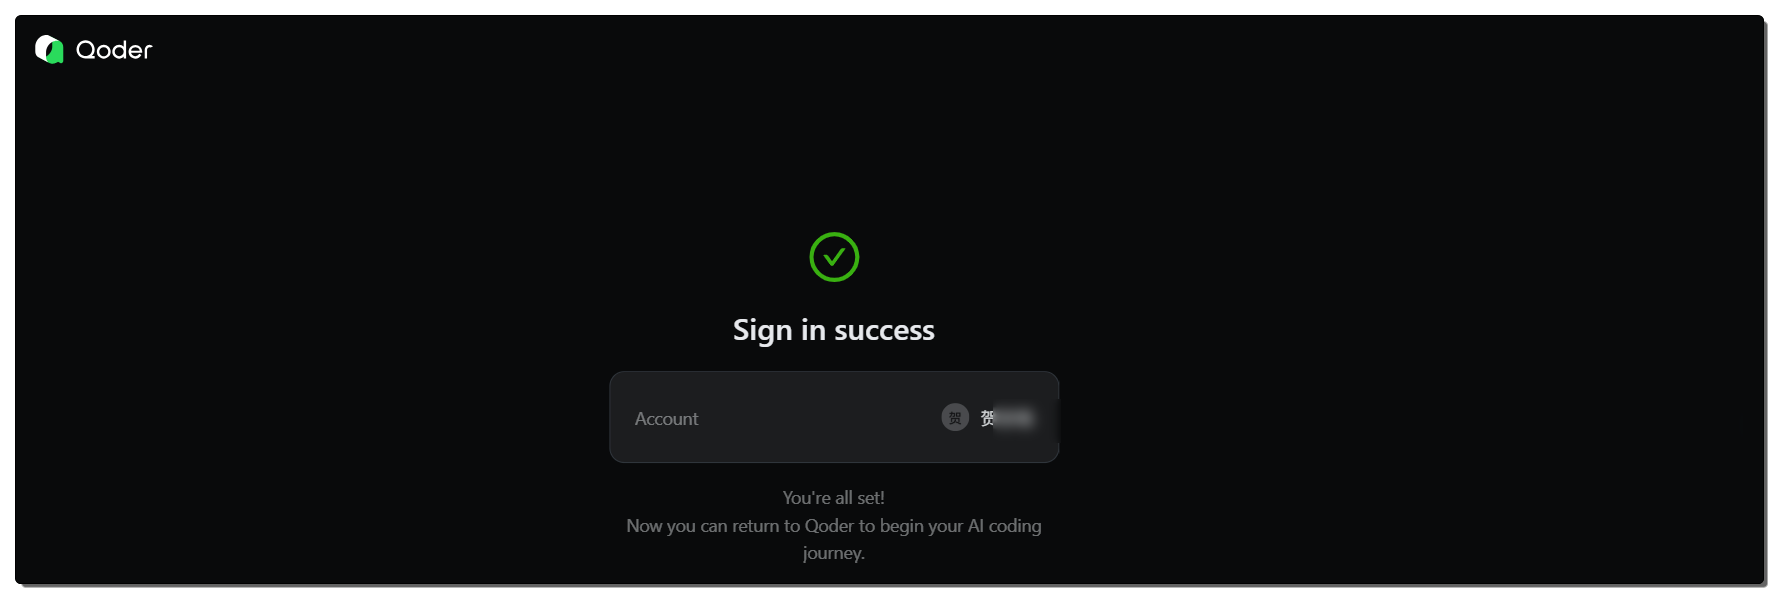 Qoder
Sign in success
Account 贺 贺
You're all set!
Now you can return to Qoder to begin your AI coding
journey.